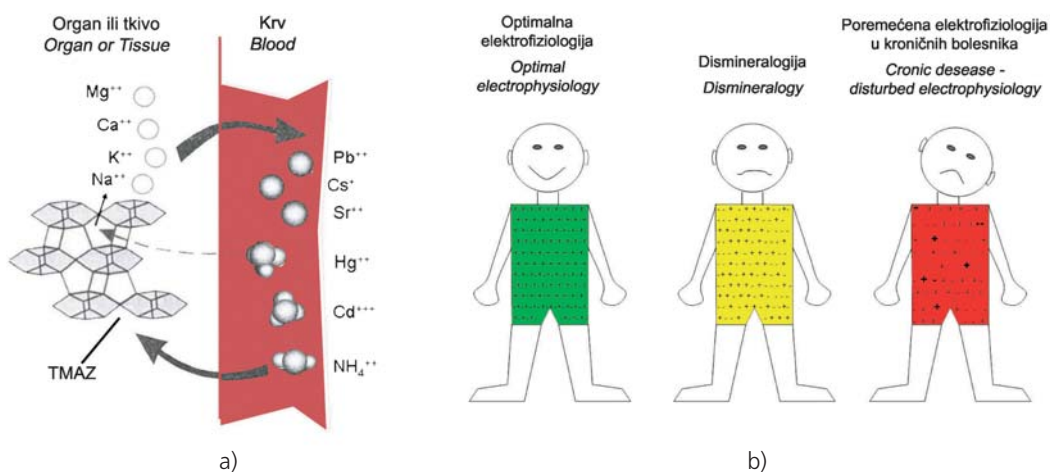 Organ ili tkivo
Organ or Tissue
Krv
Blood
Mg⁺⁺
Ca⁺⁺
K⁺⁺
Na⁺⁺
TMAZ
Pb⁺⁺
Cs⁺
Sr⁺⁺
Hg⁺⁺
Cd⁺⁺⁺
NH₄⁺⁺
a)
Optimalna
elektrofiziologija
Optimal
electrophysiology
Dismineralogija
Dismineralogy
Poremećena elektrofiziologija
u kroničnih bolesnika
Cronic desease -
disturbed electrophysiology
b)